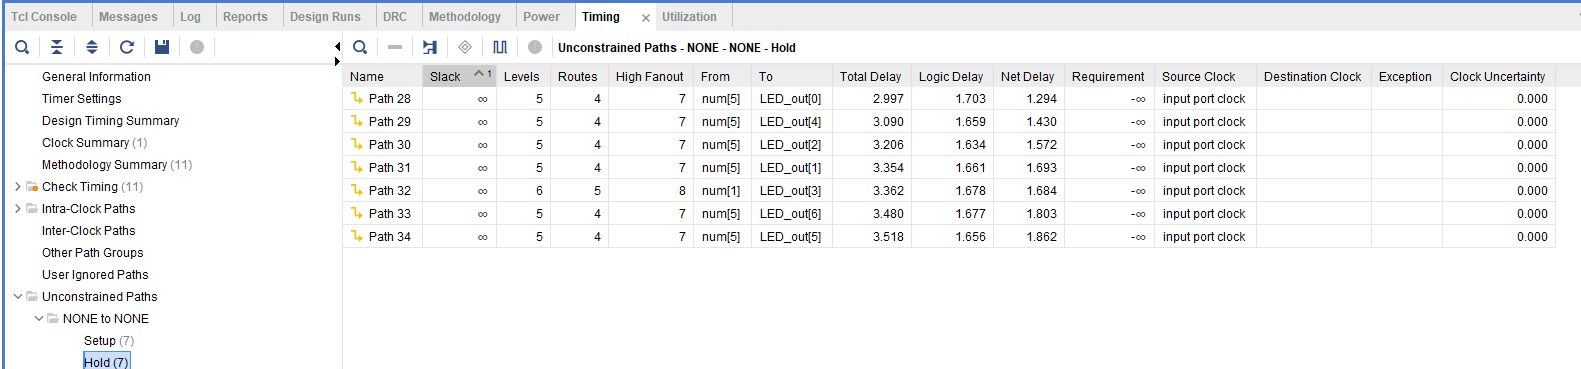 Tcl Console Messages Log Reports Design Runs DRC Methodology Power Timing × Utilization
Unconstrained Paths - NONE - NONE - Hold
General Information
Timer Settings
Design Timing Summary
Clock Summary (1)
Methodology Summary (11)
Check Timing (11)
Intra-Clock Paths
Inter-Clock Paths
Other Path Groups
User Ignored Paths
Unconstrained Paths
NONE to NONE
Setup (7)
Hold (7)
Name Slack 1 Levels Routes High Fanout From To Total Delay Logic Delay Net Delay Requirement Source Clock Destination Clock Exception Clock Uncertainty
Path 28 ∞ 5 4 7 num[5] LED_out[0] 2.997 1.703 1.294 -∞ input port clock 0.000
Path 29 ∞ 5 4 7 num[5] LED_out[4] 3.090 1.659 1.430 -∞ input port clock 0.000
Path 30 ∞ 5 4 7 num[5] LED_out[2] 3.206 1.634 1.572 -∞ input port clock 0.000
Path 31 ∞ 5 4 7 num[5] LED_out[1] 3.354 1.661 1.693 -∞ input port clock 0.000
Path 32 ∞ 6 5 8 num[1] LED_out[3] 3.362 1.678 1.684 -∞ input port clock 0.000
Path 33 ∞ 5 4 7 num[5] LED_out[6] 3.480 1.677 1.803 -∞ input port clock 0.000
Path 34 ∞ 5 4 7 num[5] LED_out[5] 3.518 1.656 1.862 -∞ input port clock 0.000